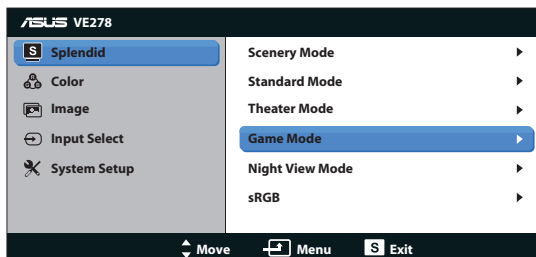 ASUS VE278
S Splendid
Color
Image
Input Select
System Setup
Scenery Mode
Standard Mode
Theater Mode
Game Mode
Night View Mode
sRGB
Move Menu S Exit